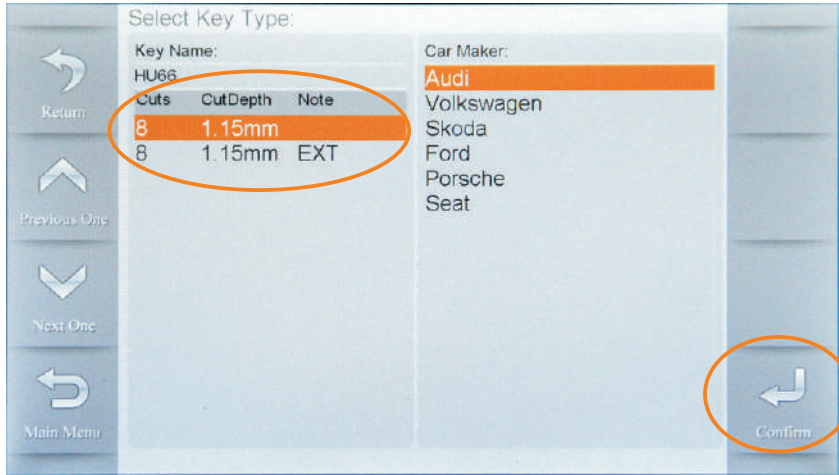 Select Key Type:
Key Name:
HU66
Cuts CutDepth Note
8 1.15mm
8 1.15mm EXT
Car Maker:
Audi
Volkswagen
Skoda
Ford
Porsche
Seat
Return
Previous One
Next One
Main Menu
Confirm